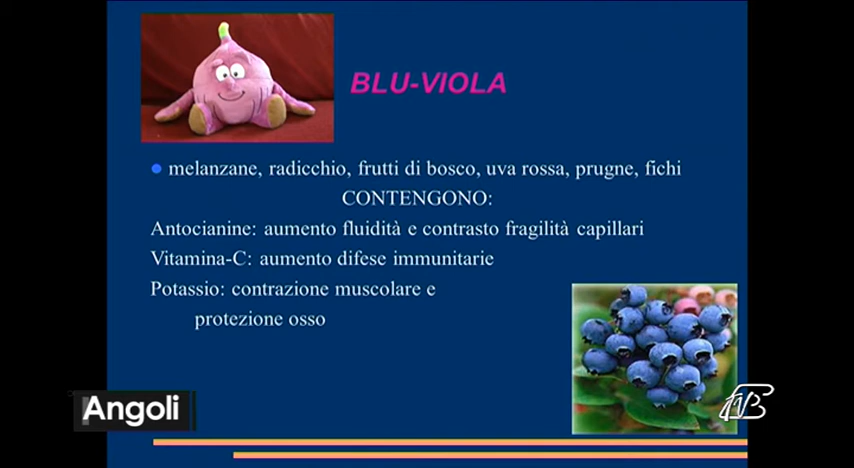 BLU-VIOLA
melanzane, radicchio, frutti di bosco, uva rossa, prugne, fichi
CONTENGONO:
Antocianine: aumento fluidità e contrasto fragilità capillari
Vitamina-C: aumento difese immunitarie
Potassio: contrazione muscolare e
protezione osso
Angoli